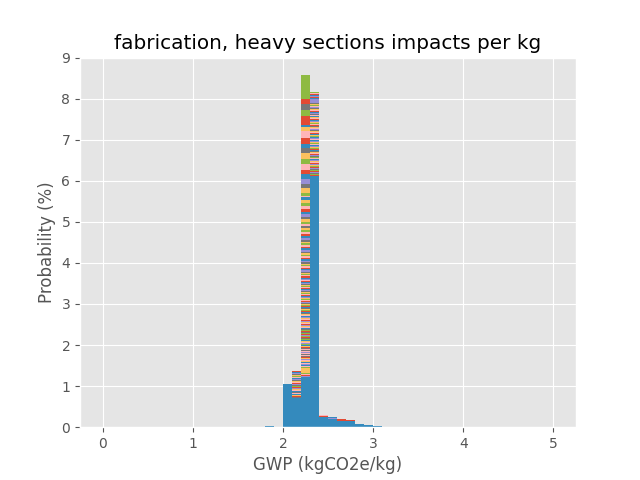 fabrication, heavy sections impacts per kg
9
8
7
6
5
4
3
2
1
0
Probability (%)
0 1 2 3 4 5
GWP (kgCO2e/kg)